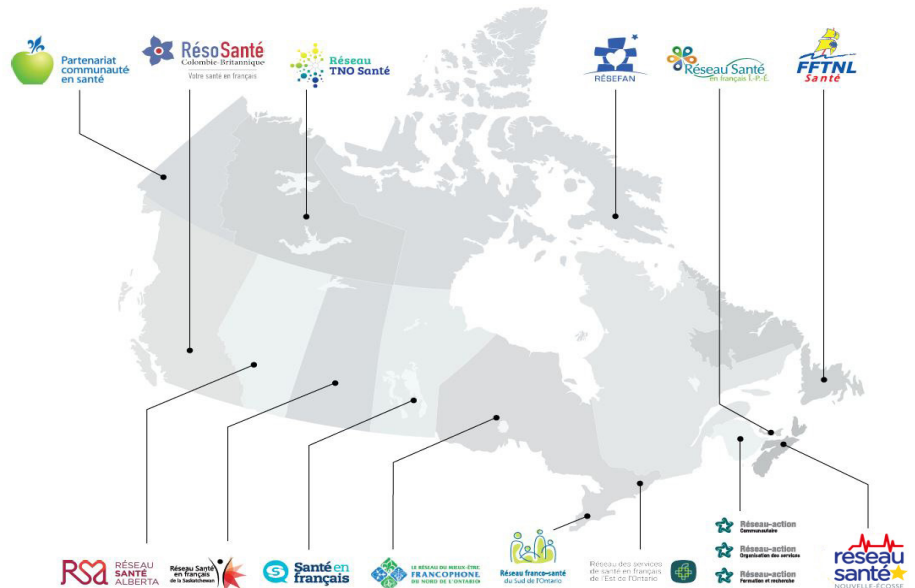 Partenariat
communauté
en santé
RésoSanté
Colombie-Britannique
Votre santé en français
Réseau
TNO Santé
RÉSEFAN
Réseau Santé
en français I.-P.-É.
FFTNL
Santé
RSA
RÉSEAU
SANTÉ
ALBERTA
Réseau Santé
en français
de la Saskatchewan
S
Santé en
français
LE RÉSEAU DU MIEUX-ÊTRE
FRANCOPHONE
DU NORD DE L'ONTARIO
Réseau franco-santé
du Sud de l'Ontario
Réseau des services
de santé en français
de l'Est de l'Ontario
Réseau-action
Communautaire
Réseau-action
Organisation des services
Réseau-action
Formation et recherche
réseau
santé
NOUVELLE-ÉCOSSE